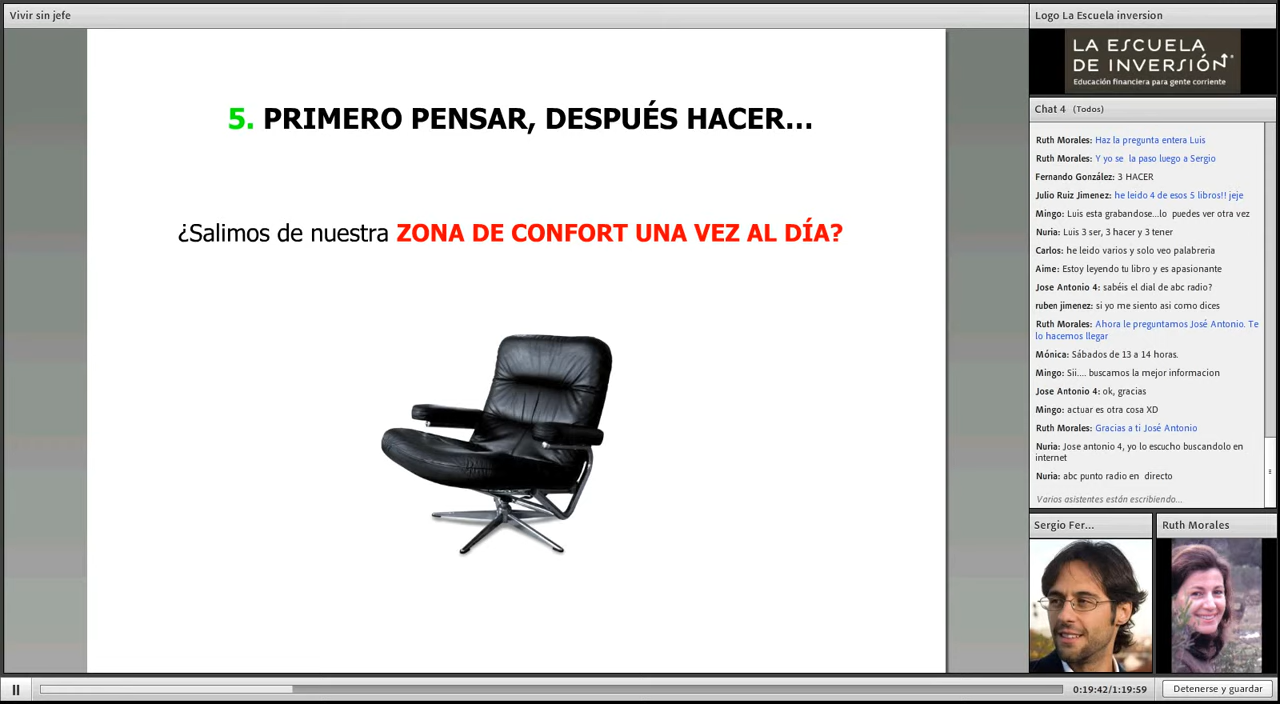 Vivir sin jefe
5. PRIMERO PENSAR, DESPUÉS HACER...
¿Salimos de nuestra ZONA DE CONFORT UNA VEZ AL DÍA?
Logo La Escuela inversion
LA ESCUELA
DE INVERSIÓN
Educación financiera para gente corriente
Chat 4 (Todos)
Ruth Morales: Haz la pregunta entera Luis
Ruth Morales: Y yo se la paso luego a Sergio
Fernando González: 3 HACER
Julio Ruiz Jimenez: he leido 4 de esos 5 libros!! jeje
Mingo: Luis esta grabandose...lo puedes ver otra vez
Nuria: Luis 3 ser, 3 hacer y 3 tener
Carlos: he leido varios y solo veo palabreria
Aime: Estoy leyendo tu libro y es apasionante
Jose Antonio 4: sabéis el dial de abc radio?
ruben jimenez: si yo me siento asi como dices
Ruth Morales: Ahora le preguntamos José Antonio. Te
lo hacemos llegar
Mónica: Sábados de 13 a 14 horas.
Mingo: Sii.... buscamos la mejor informacion
Jose Antonio 4: ok, gracias
Mingo: actuar es otra cosa XD
Ruth Morales: Gracias a ti José Antonio
Nuria: Jose antonio 4, yo lo escucho buscandolo en
internet
Nuria: abc punto radio en directo
Varios asistentes están escribiendo...
Sergio Fer...
Ruth Morales
0:19:42/1:19:59
Detenerse y guardar